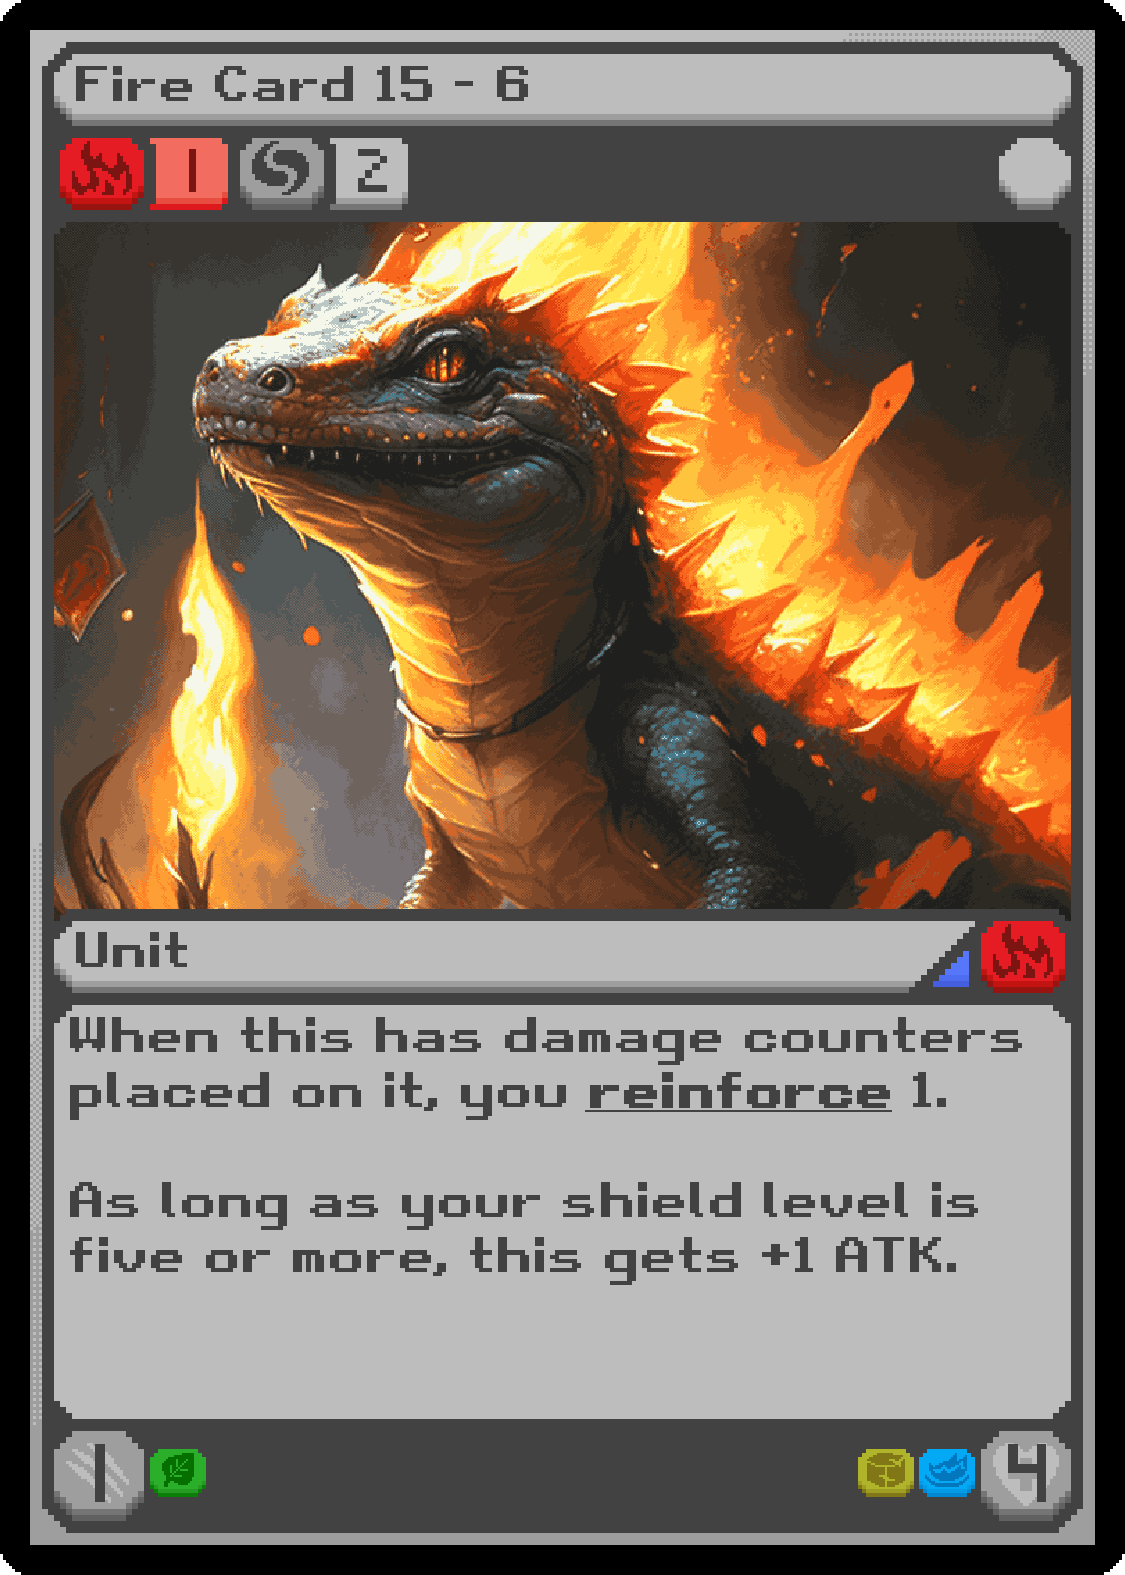 Fire Card 15 - 6
1 2
Unit
When this has damage counters
placed on it, you reinforce 1.
As long as your shield level is
five or more, this gets +1 ATK.
1 4